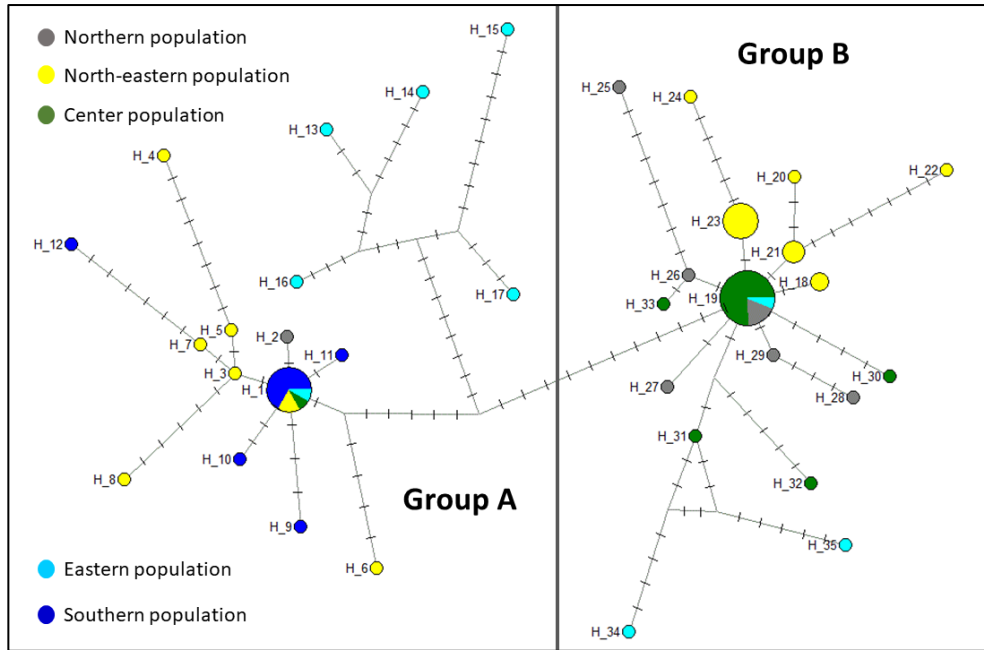 Northern population
North-eastern population
Center population
Group B
H_15
H_14
H_13
H_4
H_12
H_16
H_17
H_5
H_7
H_2
H_11
H_3
H_1
H_8
H_10
H_9
H_6
Group A
Eastern population
Southern population
H_25
H_24
H_20
H_22
H_23
H_21
H_26
H_18
H_19
H_33
H_29
H_27
H_30
H_28
H_31
H_32
H_35
H_34